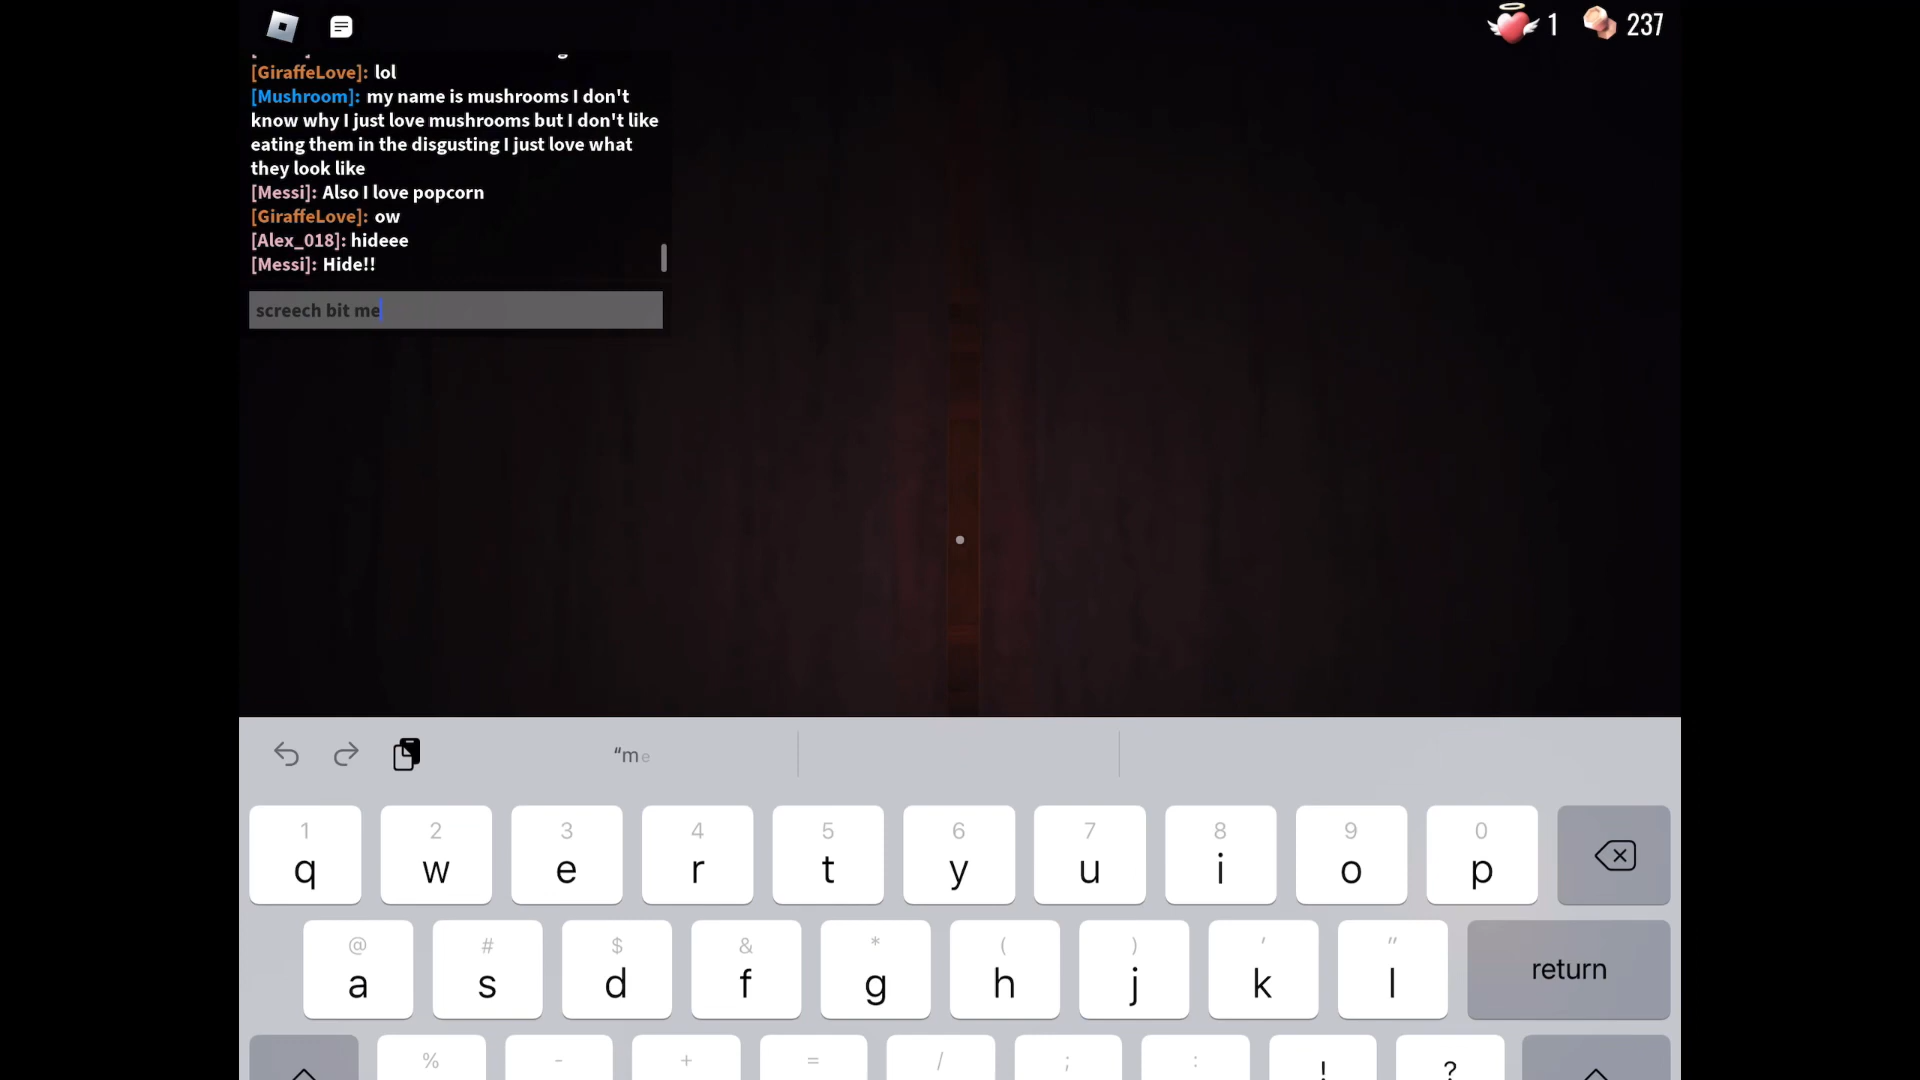 1
237
[GiraffeLove]: lol
[Mushroom]: my name is mushrooms I don't
know why I just love mushrooms but I don't like
eating them in the disgusting I just love what
they look like
[Messi]: Also I love popcorn
[GiraffeLove]: ow
[Alex_018]: hideee
[Messi]: Hide!!
screech bit me
“me
1 2 3 4 5 6 7 8 9 0
q w e r t y u i o p
@ # $ & * ( ) ' "
a s d f g h j k l return
% - + = / ; : ! ?